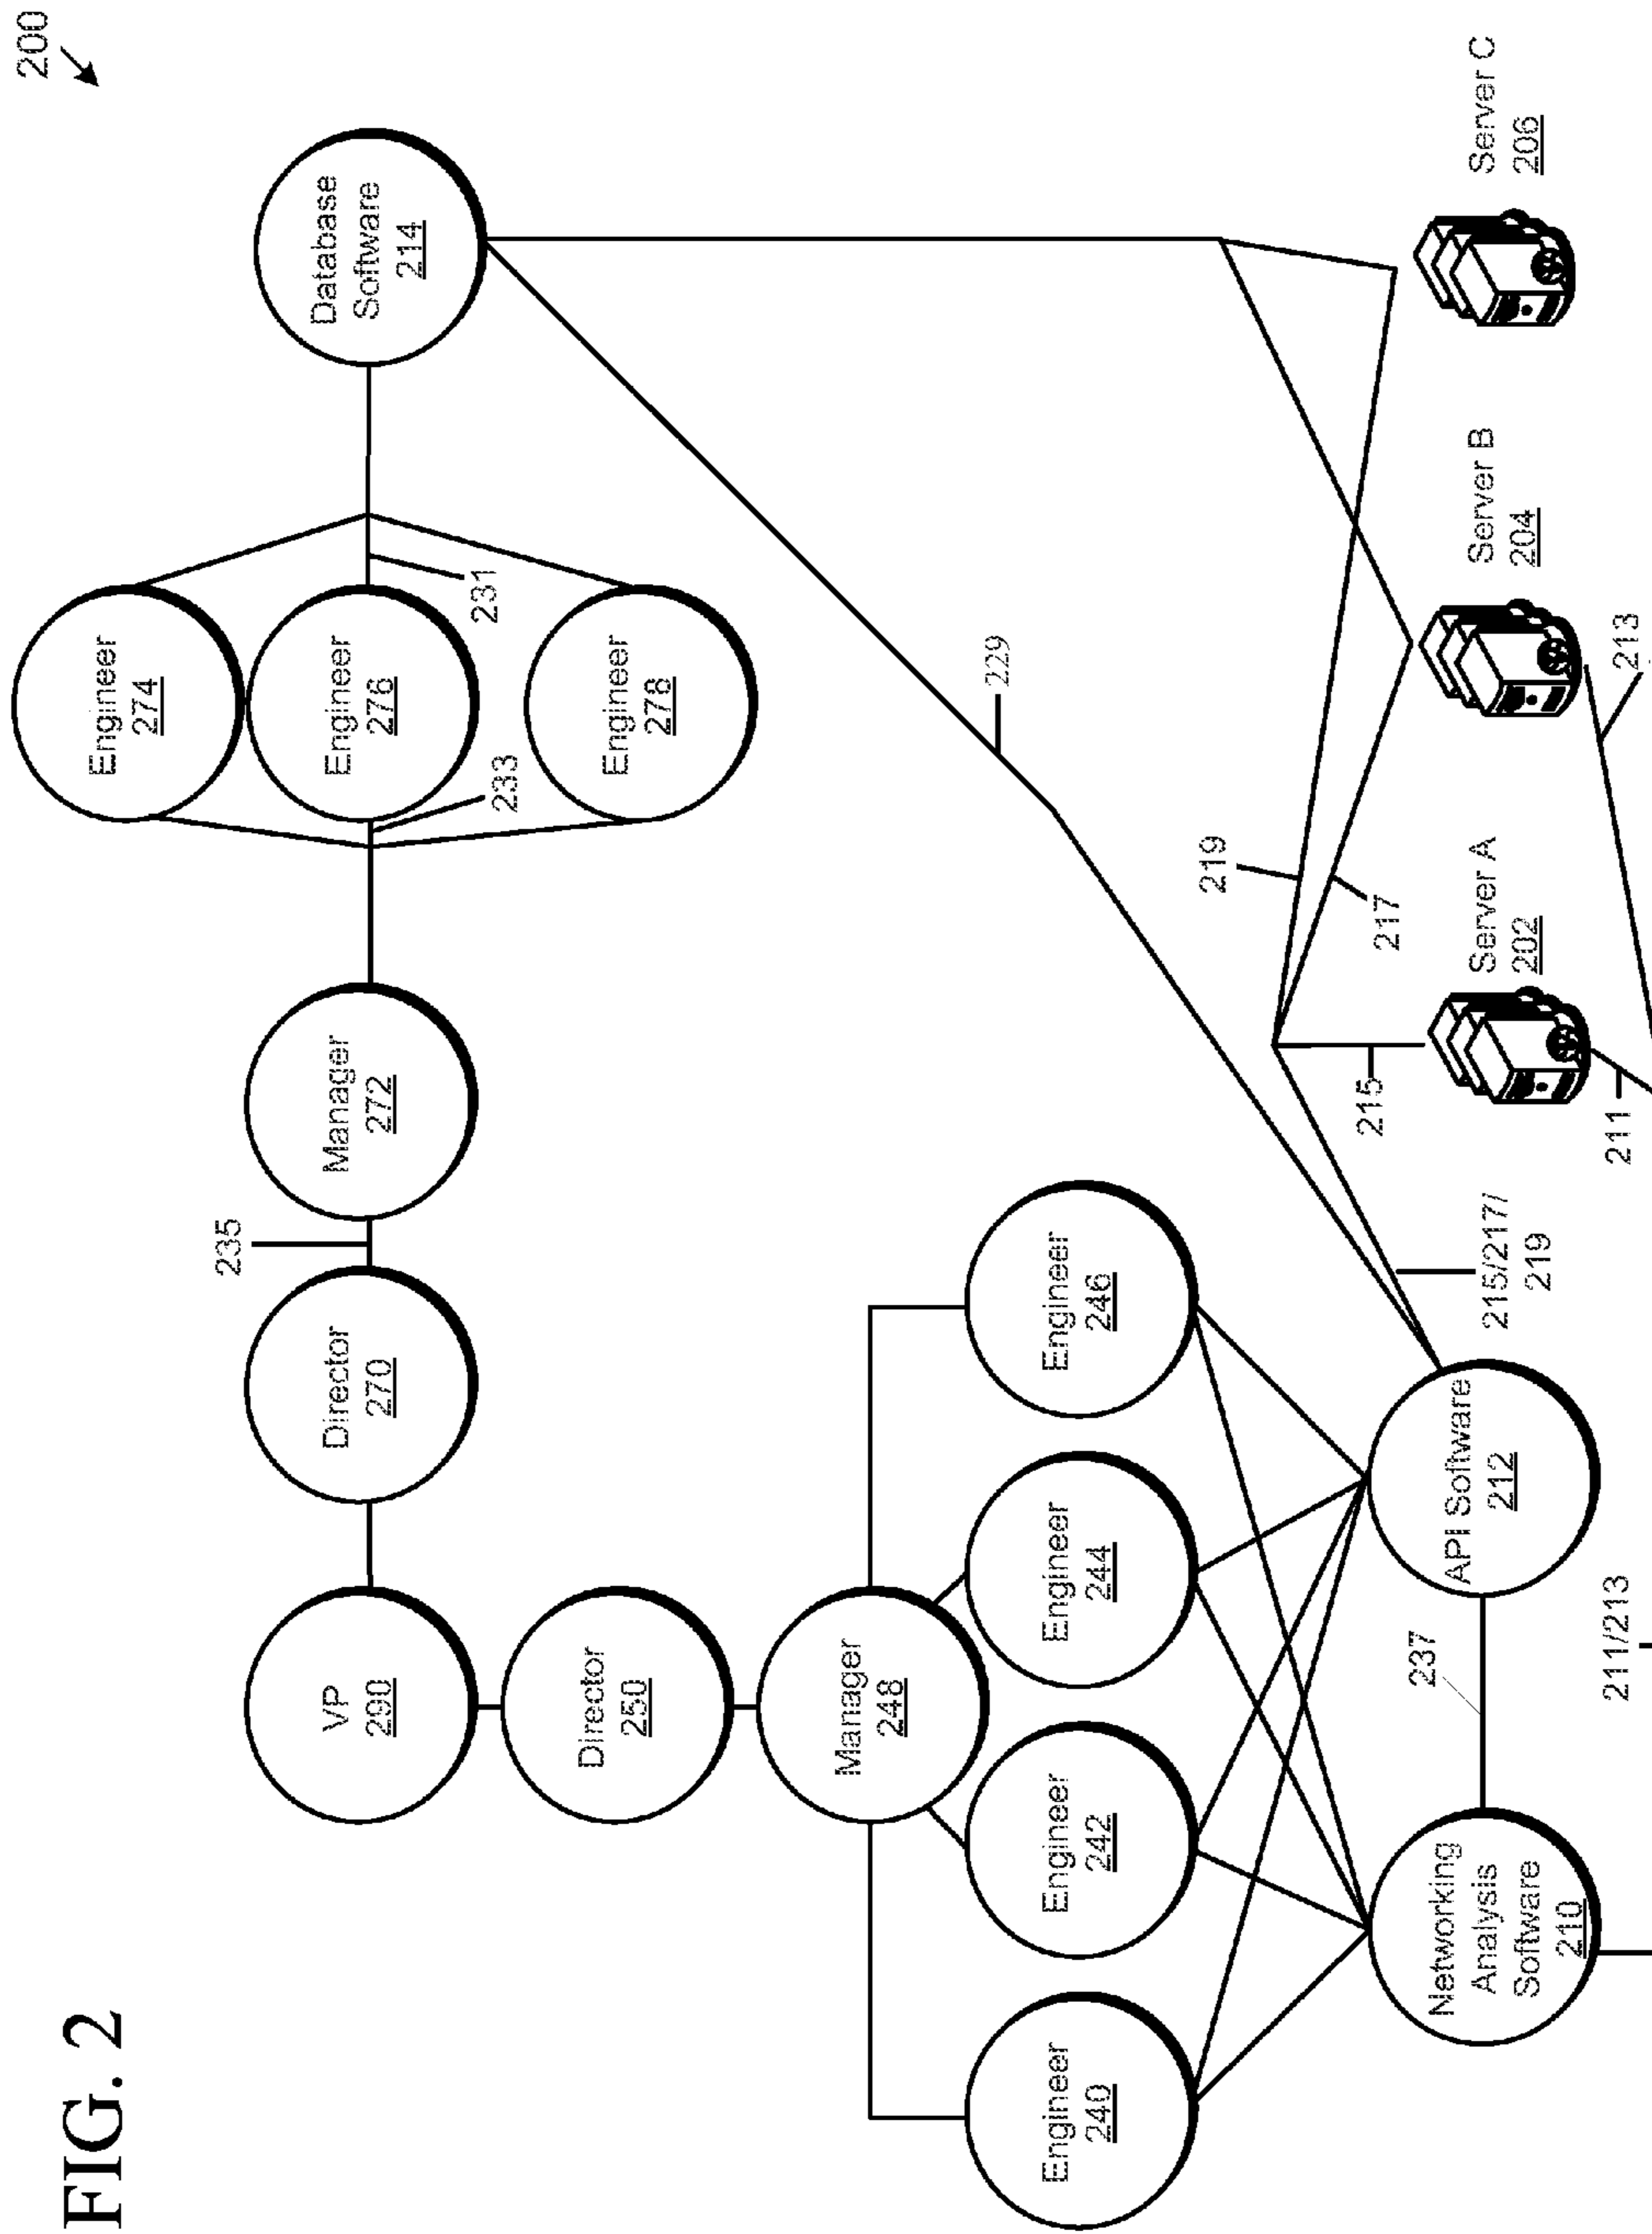 FIG. 2
200
VP
290
Director
270
235
Manager
272
233
Engineer
274
Engineer
276
Engineer
278
231
Database
Software
214
Director
250
Manager
248
229
Engineer
240
Engineer
242
Engineer
244
Engineer
246
219
217
215
Networking
Analysis
Software
210
237
API Software
212
215/217/
219
Server A
202
Server B
204
Server C
206
211/213
211
213